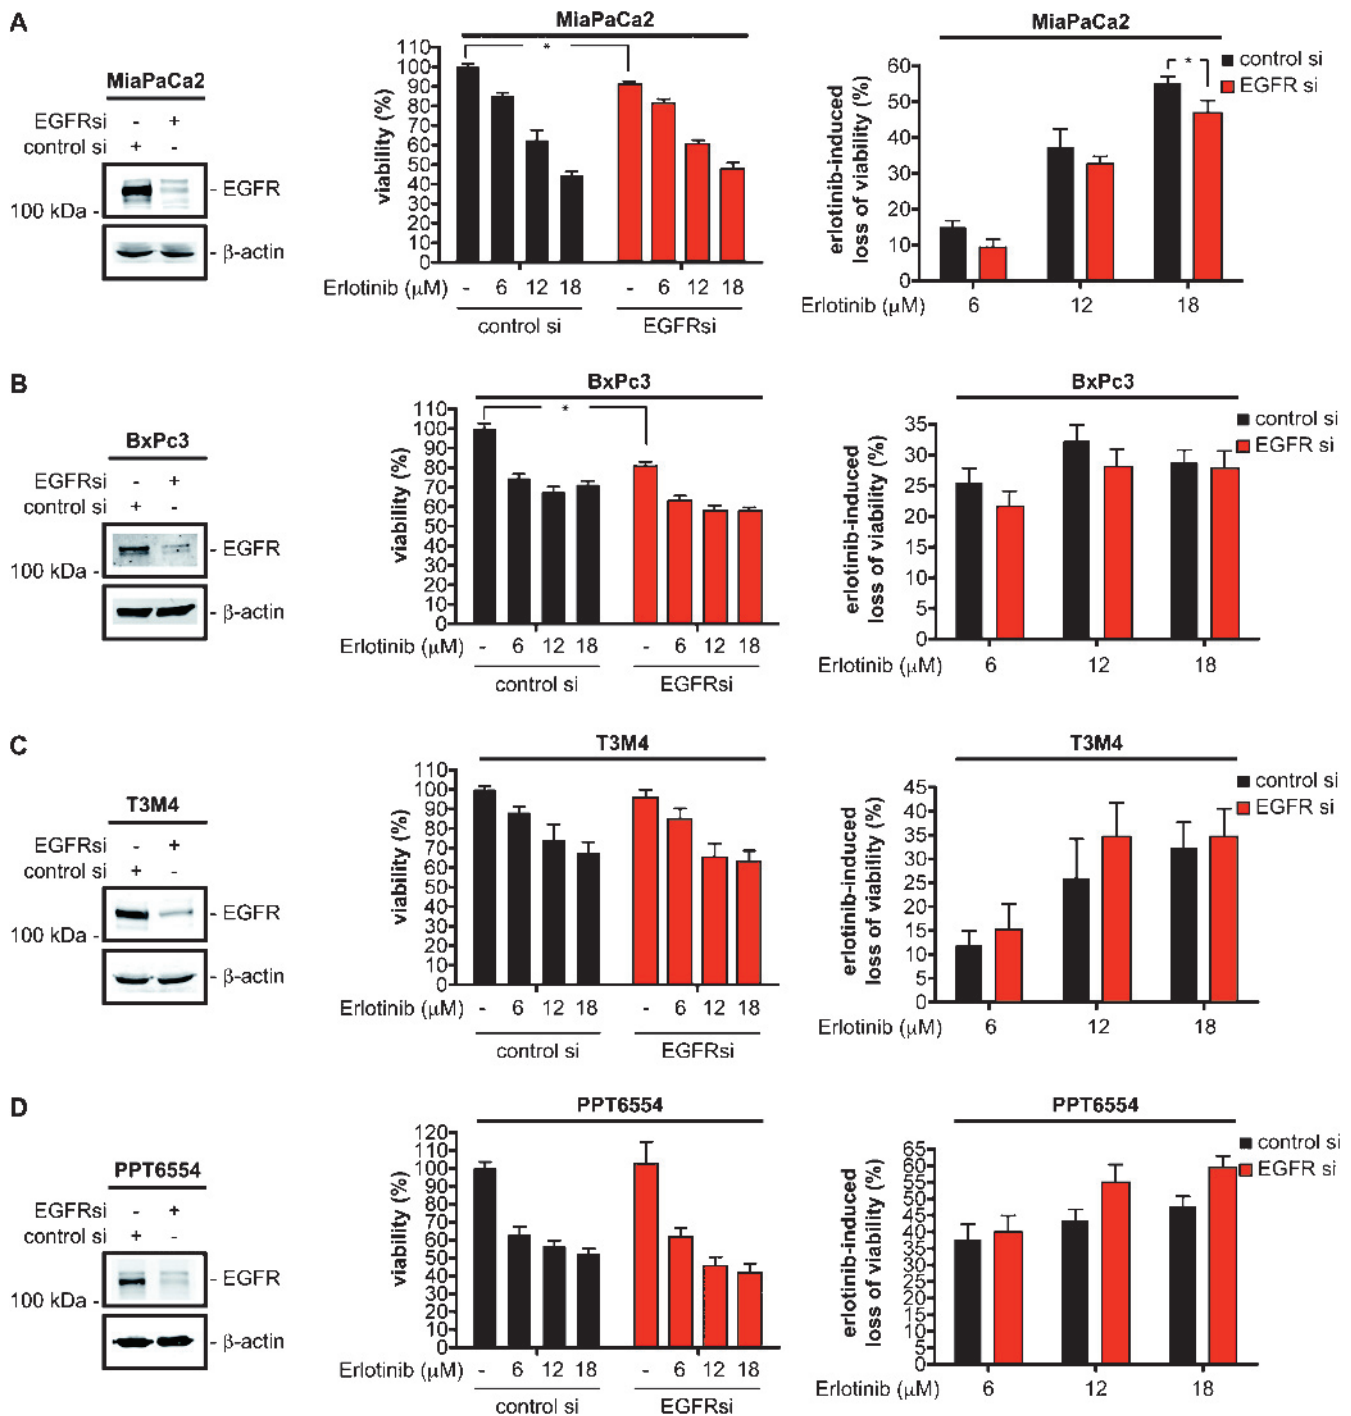 A
MiaPaCa2
EGFRsi - +
control si + -
- EGFR
100 kDa -
- β-actin
MiaPaCa2
viability (%)
110
100
90
80
70
60
50
40
30
20
10
0
*
Erlotinib (μM) - 6 12 18 - 6 12 18
control si EGFRsi
MiaPaCa2
erlotinib-induced
loss of viability (%)
60
50
40
30
20
10
0
*
control si
EGFR si
Erlotinib (μM) 6 12 18
B
BxPc3
EGFRsi - +
control si + -
- EGFR
100 kDa -
- β-actin
BxPc3
viability (%)
110
100
90
80
70
60
50
40
30
20
10
0
*
Erlotinib (μM) - 6 12 18 - 6 12 18
control si EGFRsi
BxPc3
erlotinib-induced
loss of viability (%)
35
30
25
20
15
10
5
0
control si
EGFR si
Erlotinib (μM) 6 12 18
C
T3M4
EGFRsi - +
control si + -
- EGFR
100 kDa -
- β-actin
T3M4
viability (%)
110
100
90
80
70
60
50
40
30
20
10
0
Erlotinib (μM) - 6 12 18 - 6 12 18
control si EGFRsi
T3M4
erlotinib-induced
loss of viability (%)
45
40
35
30
25
20
15
10
5
0
control si
EGFR si
Erlotinib (μM) 6 12 18
D
PPT6554
EGFRsi - +
control si + -
- EGFR
100 kDa -
- β-actin
PPT6554
viability (%)
120
110
100
90
80
70
60
50
40
30
20
10
0
Erlotinib (μM) - 6 12 18 - 6 12 18
control si EGFRsi
PPT6554
erlotinib-induced
loss of viability (%)
65
60
55
50
45
40
35
30
25
20
15
10
5
0
control si
EGFR si
Erlotinib (μM) 6 12 18